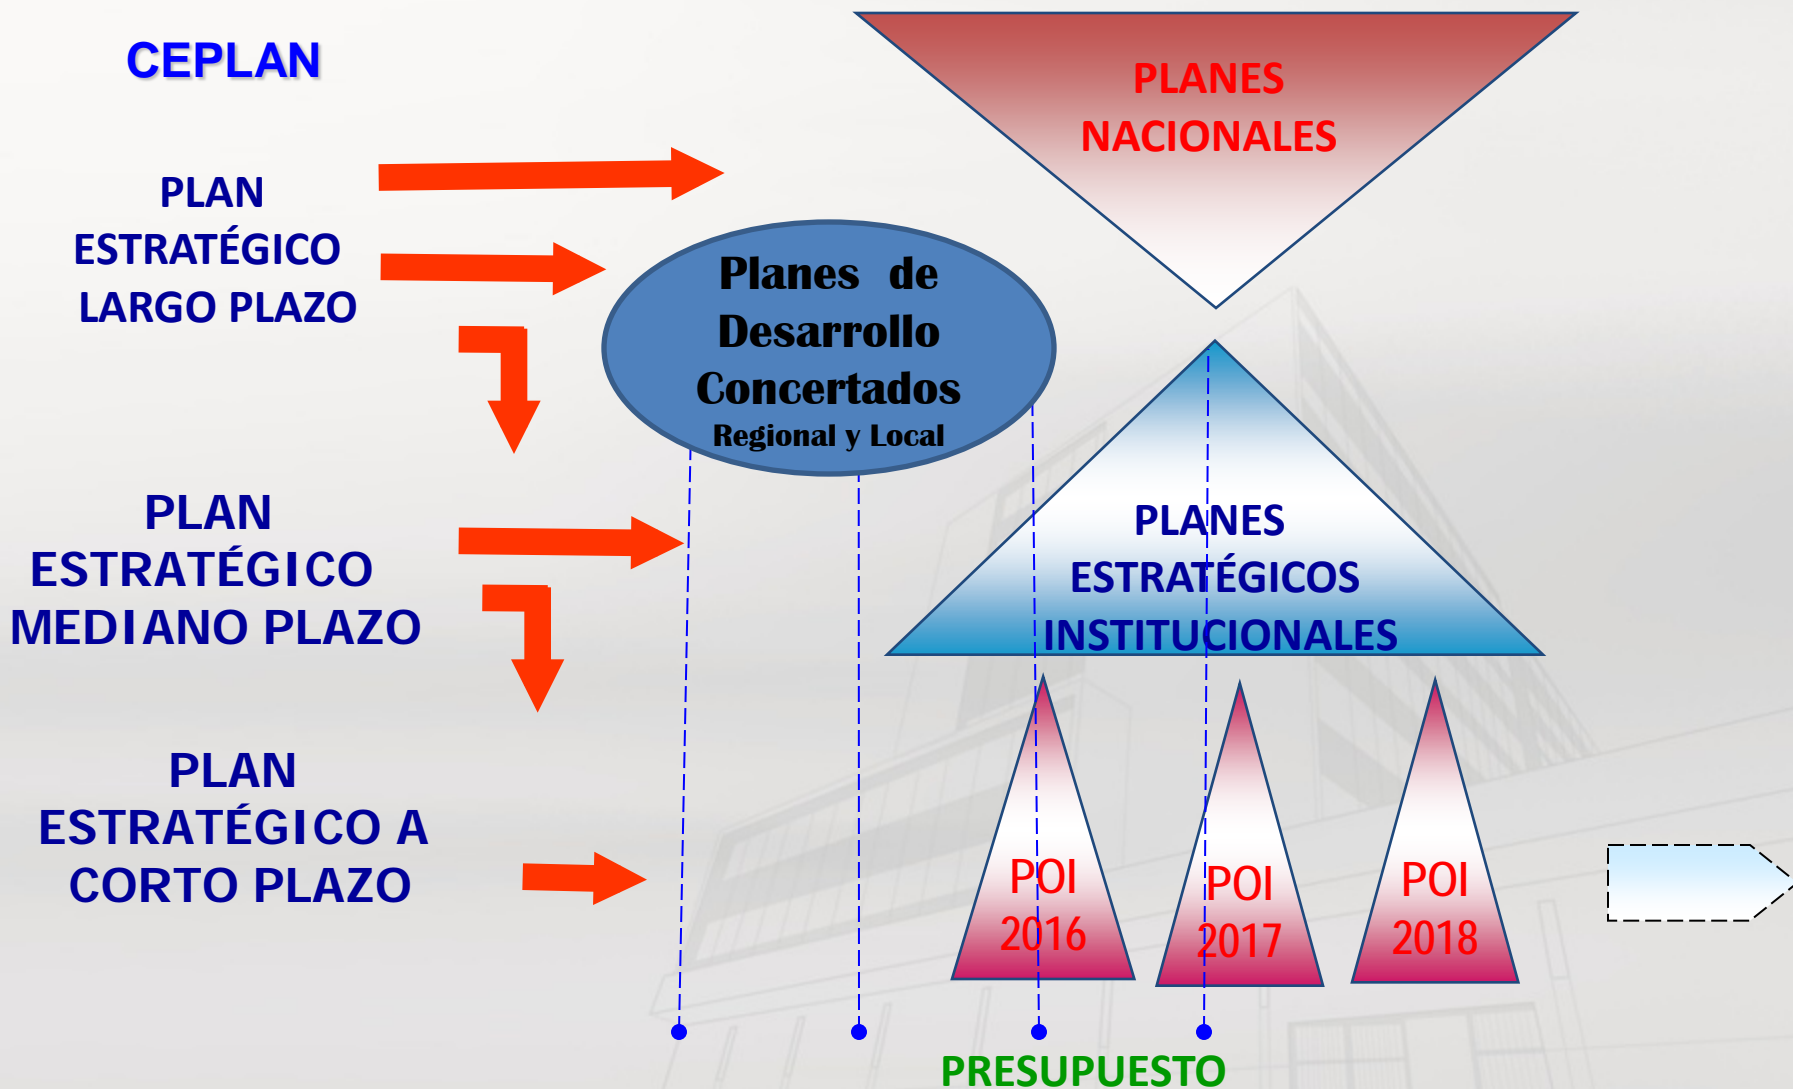 CEPLAN
PLANES
NACIONALES
PLAN
ESTRATÉGICO
LARGO PLAZO
Planes de
Desarrollo
Concertados
Regional y Local
PLAN
ESTRATÉGICO
MEDIANO PLAZO
PLANES
ESTRATÉGICOS
INSTITUCIONALES
PLAN
ESTRATÉGICO A
CORTO PLAZO
POI
2016
POI
2017
POI
2018
PRESUPUESTO